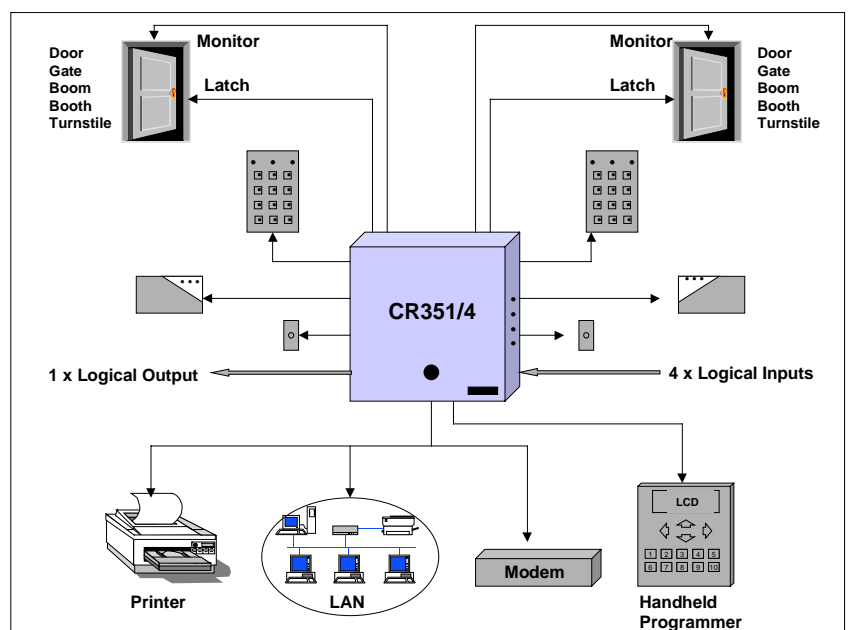 Monitor
Door
Gate
Boom
Booth
Turnstile
Latch
Monitor
Door
Gate
Boom
Booth
Turnstile
Latch
CR351/4
1 x Logical Output
4 x Logical Inputs
LCD
1 2 3 4 5
6 7 8 9 10
Modem
Printer
LAN
Handheld
Programmer